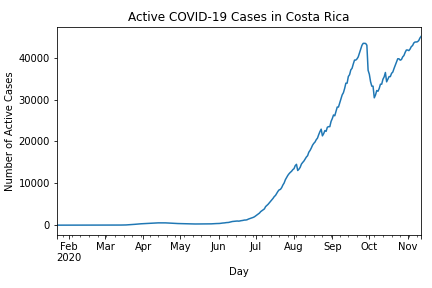 Active COVID-19 Cases in Costa Rica
Number of Active Cases
40000
30000
20000
10000
0
Feb Mar Apr May Jun Jul Aug Sep Oct Nov
2020
Day